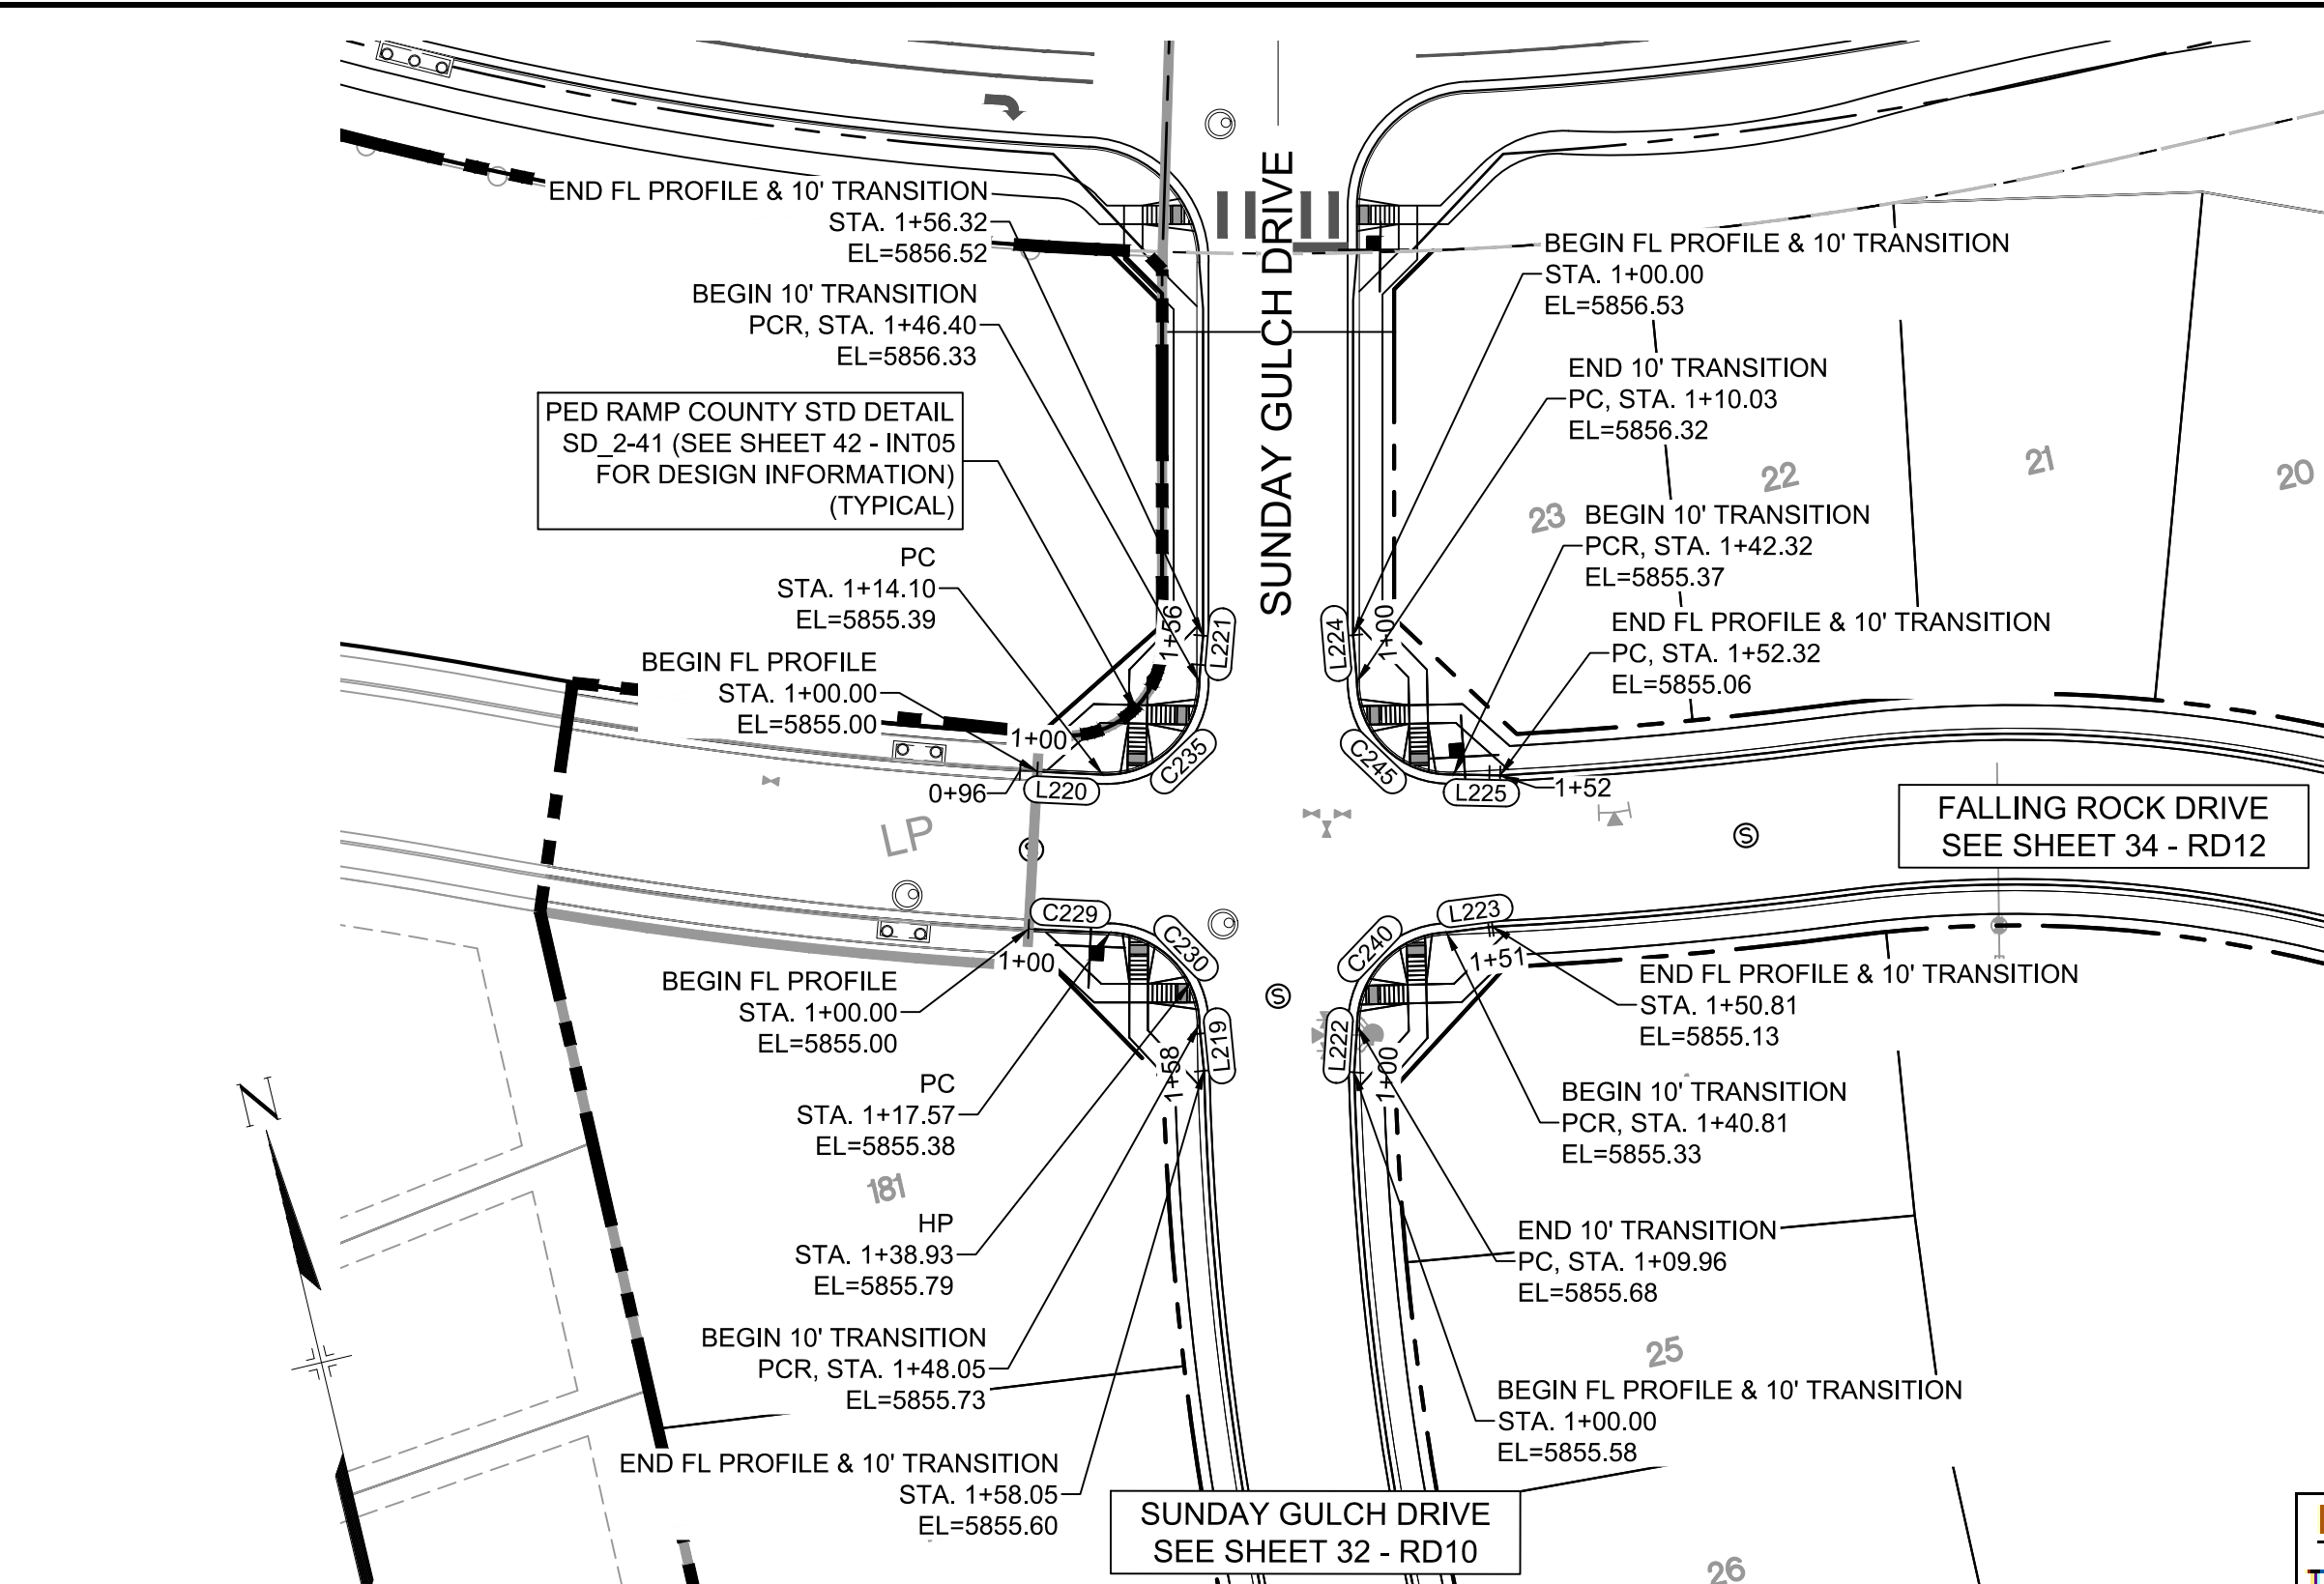 END FL PROFILE & 10' TRANSITION
STA. 1+56.32
EL=5856.52
BEGIN 10' TRANSITION
PCR, STA. 1+46.40
EL=5856.33
PED RAMP COUNTY STD DETAIL
SD_2-41 (SEE SHEET 42 - INT05
FOR DESIGN INFORMATION)
(TYPICAL)
PC
STA. 1+14.10
EL=5855.39
BEGIN FL PROFILE
STA. 1+00.00
EL=5855.00
SUNDAY GULCH DRIVE
BEGIN FL PROFILE & 10' TRANSITION
STA. 1+00.00
EL=5856.53
END 10' TRANSITION
PC, STA. 1+10.03
EL=5856.32
22
21
20
23
BEGIN 10' TRANSITION
PCR, STA. 1+42.32
EL=5855.37
END FL PROFILE & 10' TRANSITION
PC, STA. 1+52.32
EL=5855.06
1+56
L221
L224
1+00
1+00
0+96
L220
C235
C245
L225
1+52
LP
FALLING ROCK DRIVE
SEE SHEET 34 - RD12
S
S
C229
C230
C240
L223
1+00
1+51
S
1+58
L219
L222
1+00
BEGIN FL PROFILE
STA. 1+00.00
EL=5855.00
PC
STA. 1+17.57
EL=5855.38
181
HP
STA. 1+38.93
EL=5855.79
BEGIN 10' TRANSITION
PCR, STA. 1+48.05
EL=5855.73
END FL PROFILE & 10' TRANSITION
STA. 1+58.05
EL=5855.60
END FL PROFILE & 10' TRANSITION
STA. 1+50.81
EL=5855.13
BEGIN 10' TRANSITION
PCR, STA. 1+40.81
EL=5855.33
END 10' TRANSITION
PC, STA. 1+09.96
EL=5855.68
25
BEGIN FL PROFILE & 10' TRANSITION
STA. 1+00.00
EL=5855.58
N
SUNDAY GULCH DRIVE
SEE SHEET 32 - RD10
26